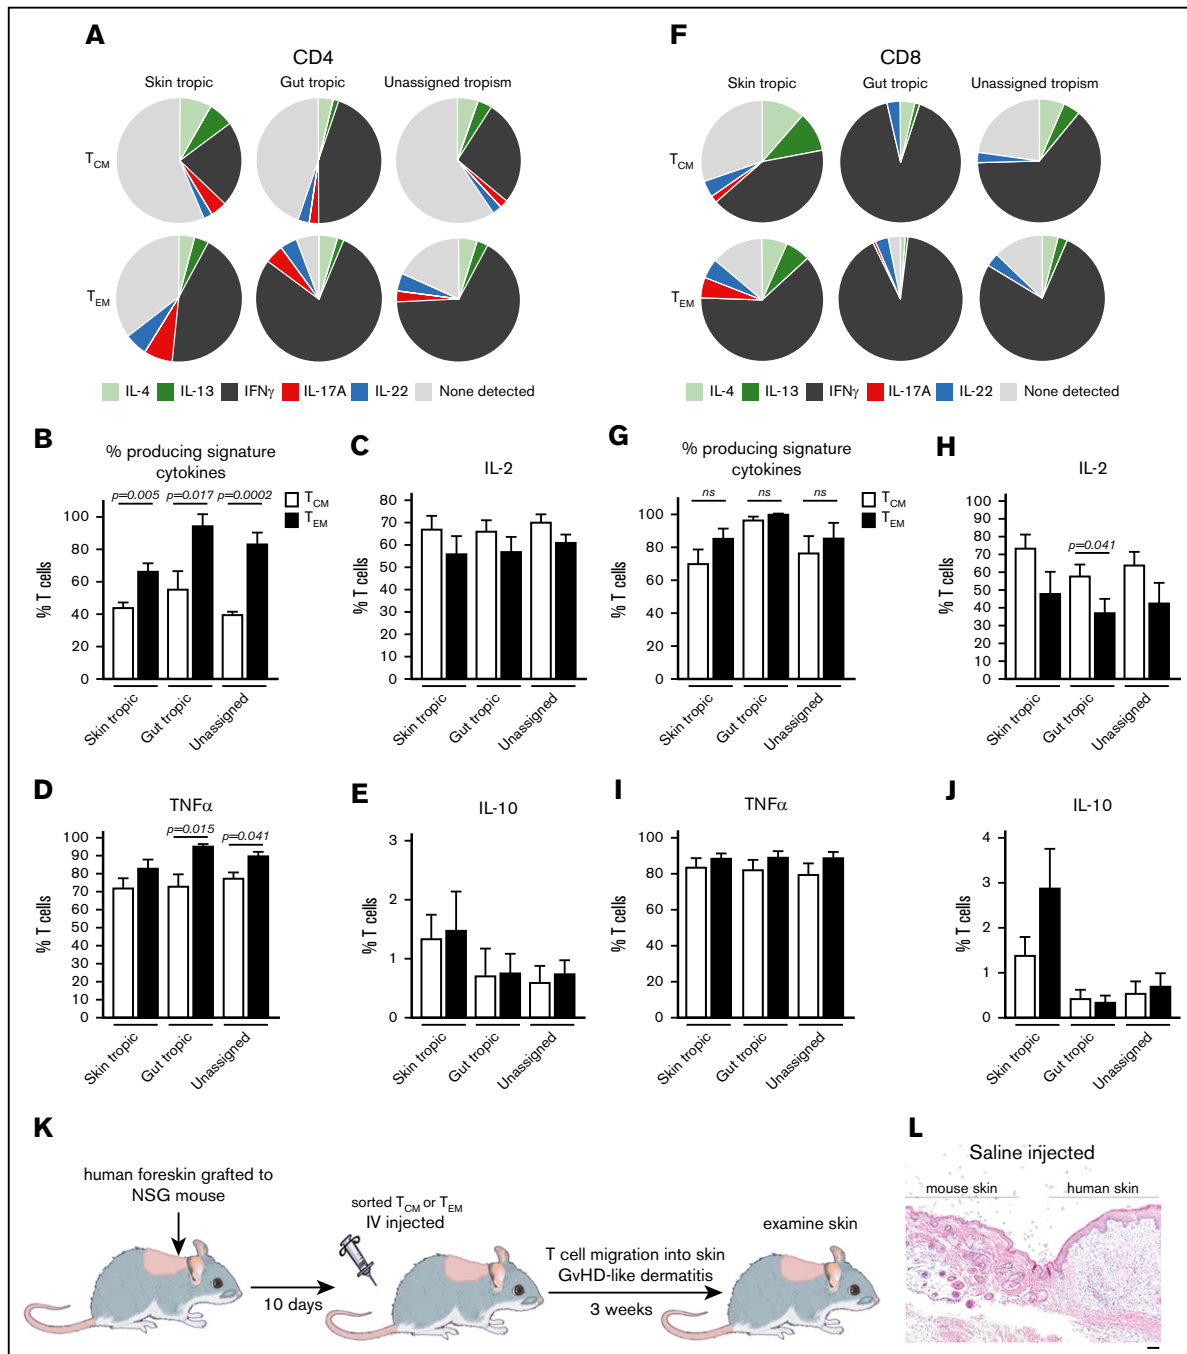 A
CD4
Skin tropic
Gut tropic
Unassigned tropism
TCM
TEM
IL-4
IL-13
IFNγ
IL-17A
IL-22
None detected
F
CD8
Skin tropic
Gut tropic
Unassigned tropism
TCM
TEM
IL-4
IL-13
IFNγ
IL-17A
IL-22
None detected
B
% producing signature
cytokines
p=0.005
p=0.017
p=0.0002
TCM
TEM
100
80
60
40
20
0
% T cells
Skin tropic
Gut tropic
Unassigned
C
IL-2
80
70
60
50
40
30
20
10
0
% T cells
Skin tropic
Gut tropic
Unassigned
G
% producing signature
cytokines
ns
ns
ns
TCM
TEM
100
80
60
40
20
0
% T cells
Skin tropic
Gut tropic
Unassigned
H
IL-2
p=0.041
100
90
80
70
60
50
40
30
20
10
0
% T cells
Skin tropic
Gut tropic
Unassigned
D
TNFα
p=0.015
p=0.041
100
90
80
70
60
50
40
30
20
10
0
% T cells
Skin tropic
Gut tropic
Unassigned
E
IL-10
3
2
1
0
% T cells
Skin tropic
Gut tropic
Unassigned
I
TNFα
100
80
60
40
20
0
% T cells
Skin tropic
Gut tropic
Unassigned
J
IL-10
4
3
2
1
0
% T cells
Skin tropic
Gut tropic
Unassigned
K
human foreskin grafted to
NSG mouse
10 days
sorted TCM or TEM
IV injected
T cell migration into skin
GvHD-like dermatitis
3 weeks
examine skin
L
Saline injected
mouse skin
human skin